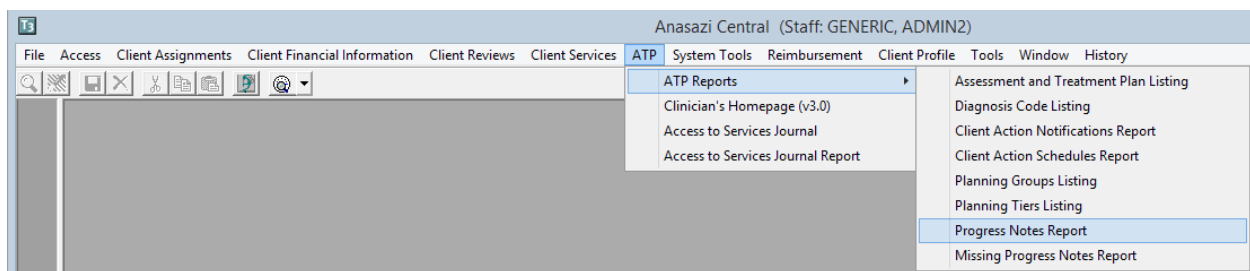 T3
Anasazi Central (Staff: GENERIC, ADMIN2)
File Access Client Assignments Client Financial Information Client Reviews Client Services ATP System Tools Reimbursement Client Profile Tools Window History
ATP Reports
Clinician's Homepage (v3.0)
Access to Services Journal
Access to Services Journal Report
Assessment and Treatment Plan Listing
Diagnosis Code Listing
Client Action Notifications Report
Client Action Schedules Report
Planning Groups Listing
Planning Tiers Listing
Progress Notes Report
Missing Progress Notes Report